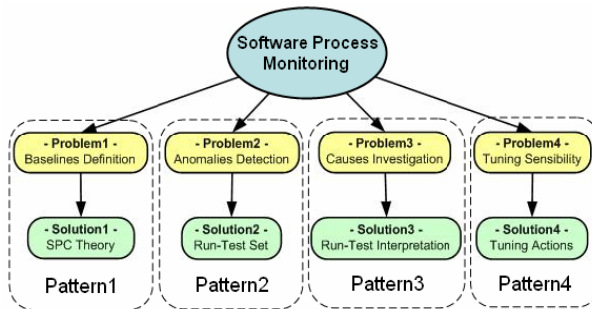 Software Process
Monitoring
- Problem1 -
Baselines Definition
- Problem2 -
Anomalies Detection
- Problem3 -
Causes Investigation
- Problem4 -
Tuning Sensibility
- Solution1 -
SPC Theory
- Solution2 -
Run-Test Set
- Solution3 -
Run-Test Interpretation
- Solution4 -
Tuning Actions
Pattern1
Pattern2
Pattern3
Pattern4